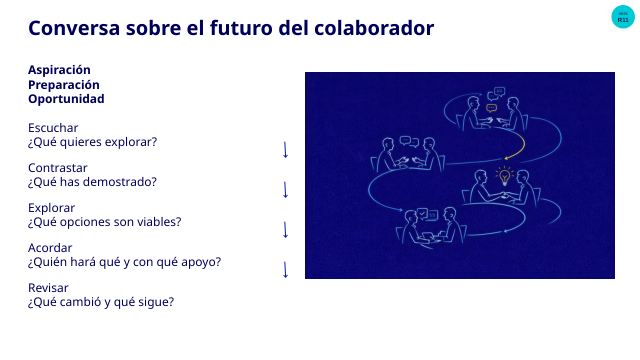 Conversa sobre el futuro del colaborador
R11
Aspiración
Preparación
Oportunidad
Escuchar
¿Qué quieres explorar?
Contrastar
¿Qué has demostrado?
Explorar
¿Qué opciones son viables?
Acordar
¿Quién hará qué y con qué apoyo?
Revisar
¿Qué cambió y qué sigue?